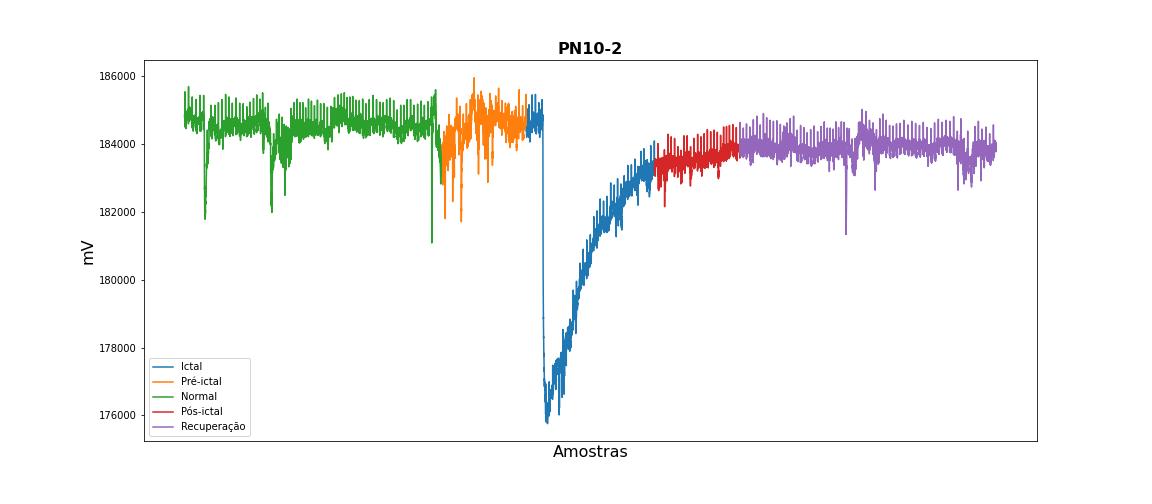 PN10-2
186000
184000
182000
180000
178000
176000
mV
Ictal
Pré-ictal
Normal
Pós-ictal
Recuperação
Amostras